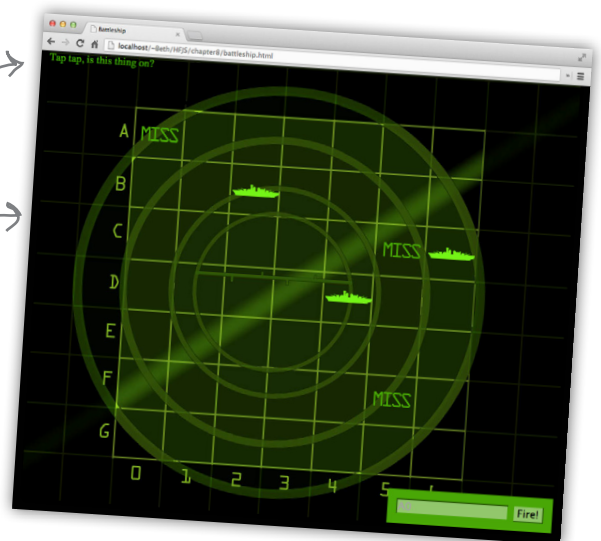 Battleship
localhost/~Beth/HFJS/chapter8/battleship.html
Tap tap, is this thing on?
A MISS
B
C MISS
D
E
F MISS
G
0 1 2 3 4 5
Fire!